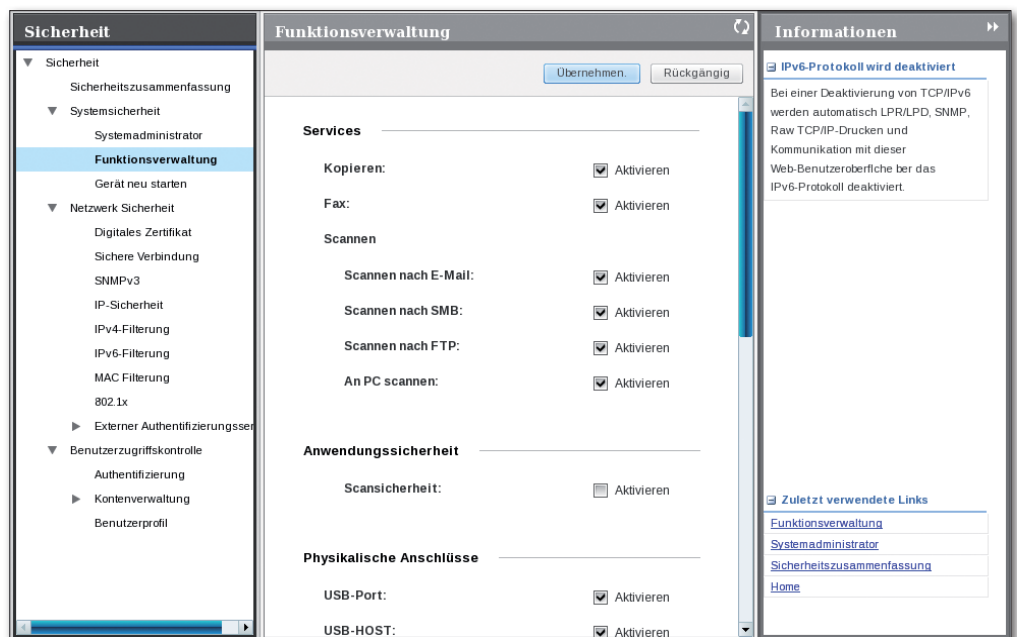 Sicherheit
Sicherheit
Sicherheitszusammenfassung
Systemsicherheit
Systemadministrator
Funktionsverwaltung
Gerät neu starten
Netzwerk Sicherheit
Digitales Zertifikat
Sichere Verbindung
SNMPv3
IP-Sicherheit
IPv4-Filterung
IPv6-Filterung
MAC Filterung
802.1x
Externer Authentifizierungsser
Benutzerzugriffskontrolle
Authentifizierung
Kontenverwaltung
Benutzerprofil
Funktionsverwaltung
Übernehmen. Rückgängig
Services
Kopieren: Aktivieren
Fax: Aktivieren
Scannen
Scannen nach E-Mail: Aktivieren
Scannen nach SMB: Aktivieren
Scannen nach FTP: Aktivieren
An PC scannen: Aktivieren
Anwendungssicherheit
Scansicherheit: Aktivieren
Physikalische Anschlüsse
USB-Port: Aktivieren
USB-HOST: Aktivieren
Informationen
IPv6-Protokoll wird deaktiviert
Bei einer Deaktivierung von TCP/IPv6
werden automatisch LPR/LPD, SNMP,
Raw TCP/IP-Drucken und
Kommunikation mit dieser
Web-Benutzeroberflche ber das
IPv6-Protokoll deaktiviert.
Zuletzt verwendete Links
Funktionsverwaltung
Systemadministrator
Sicherheitszusammenfassung
Home